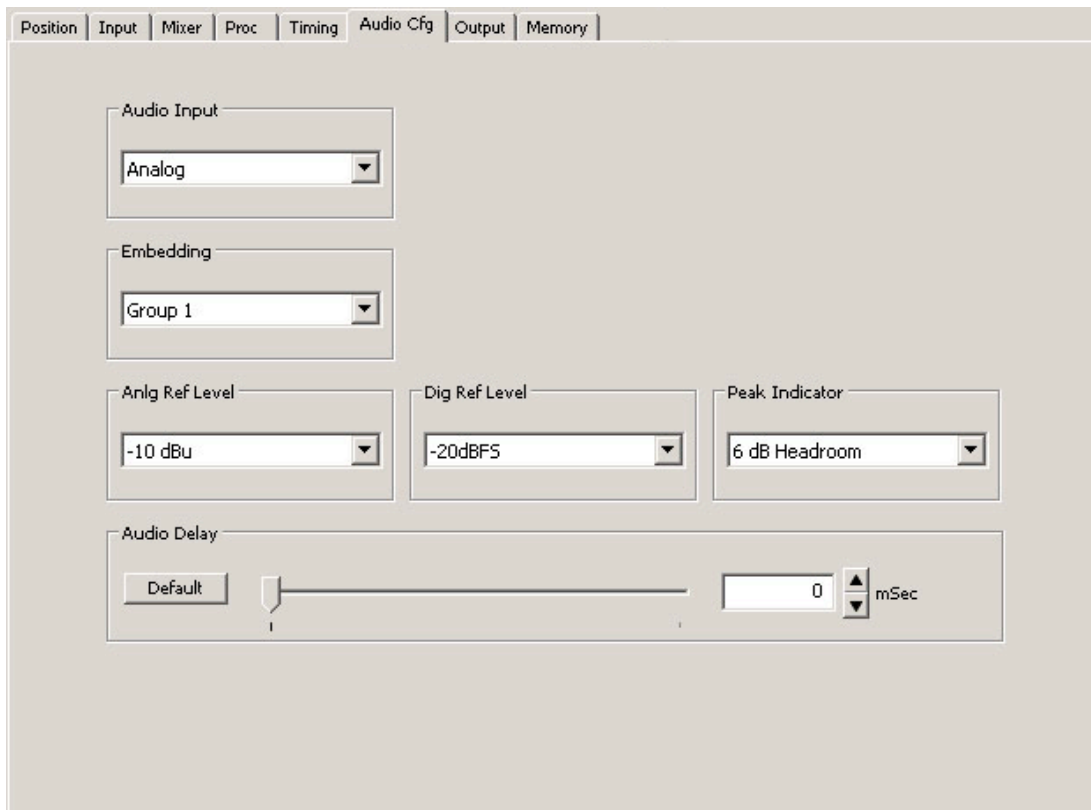 Position Input Mixer Proc Timing Audio Cfg Output Memory
Audio Input
Analog
Embedding
Group 1
Anlg Ref Level Dig Ref Level Peak Indicator
-10 dBu -20dBFS 6 dB Headroom
Audio Delay
Default 0 mSec